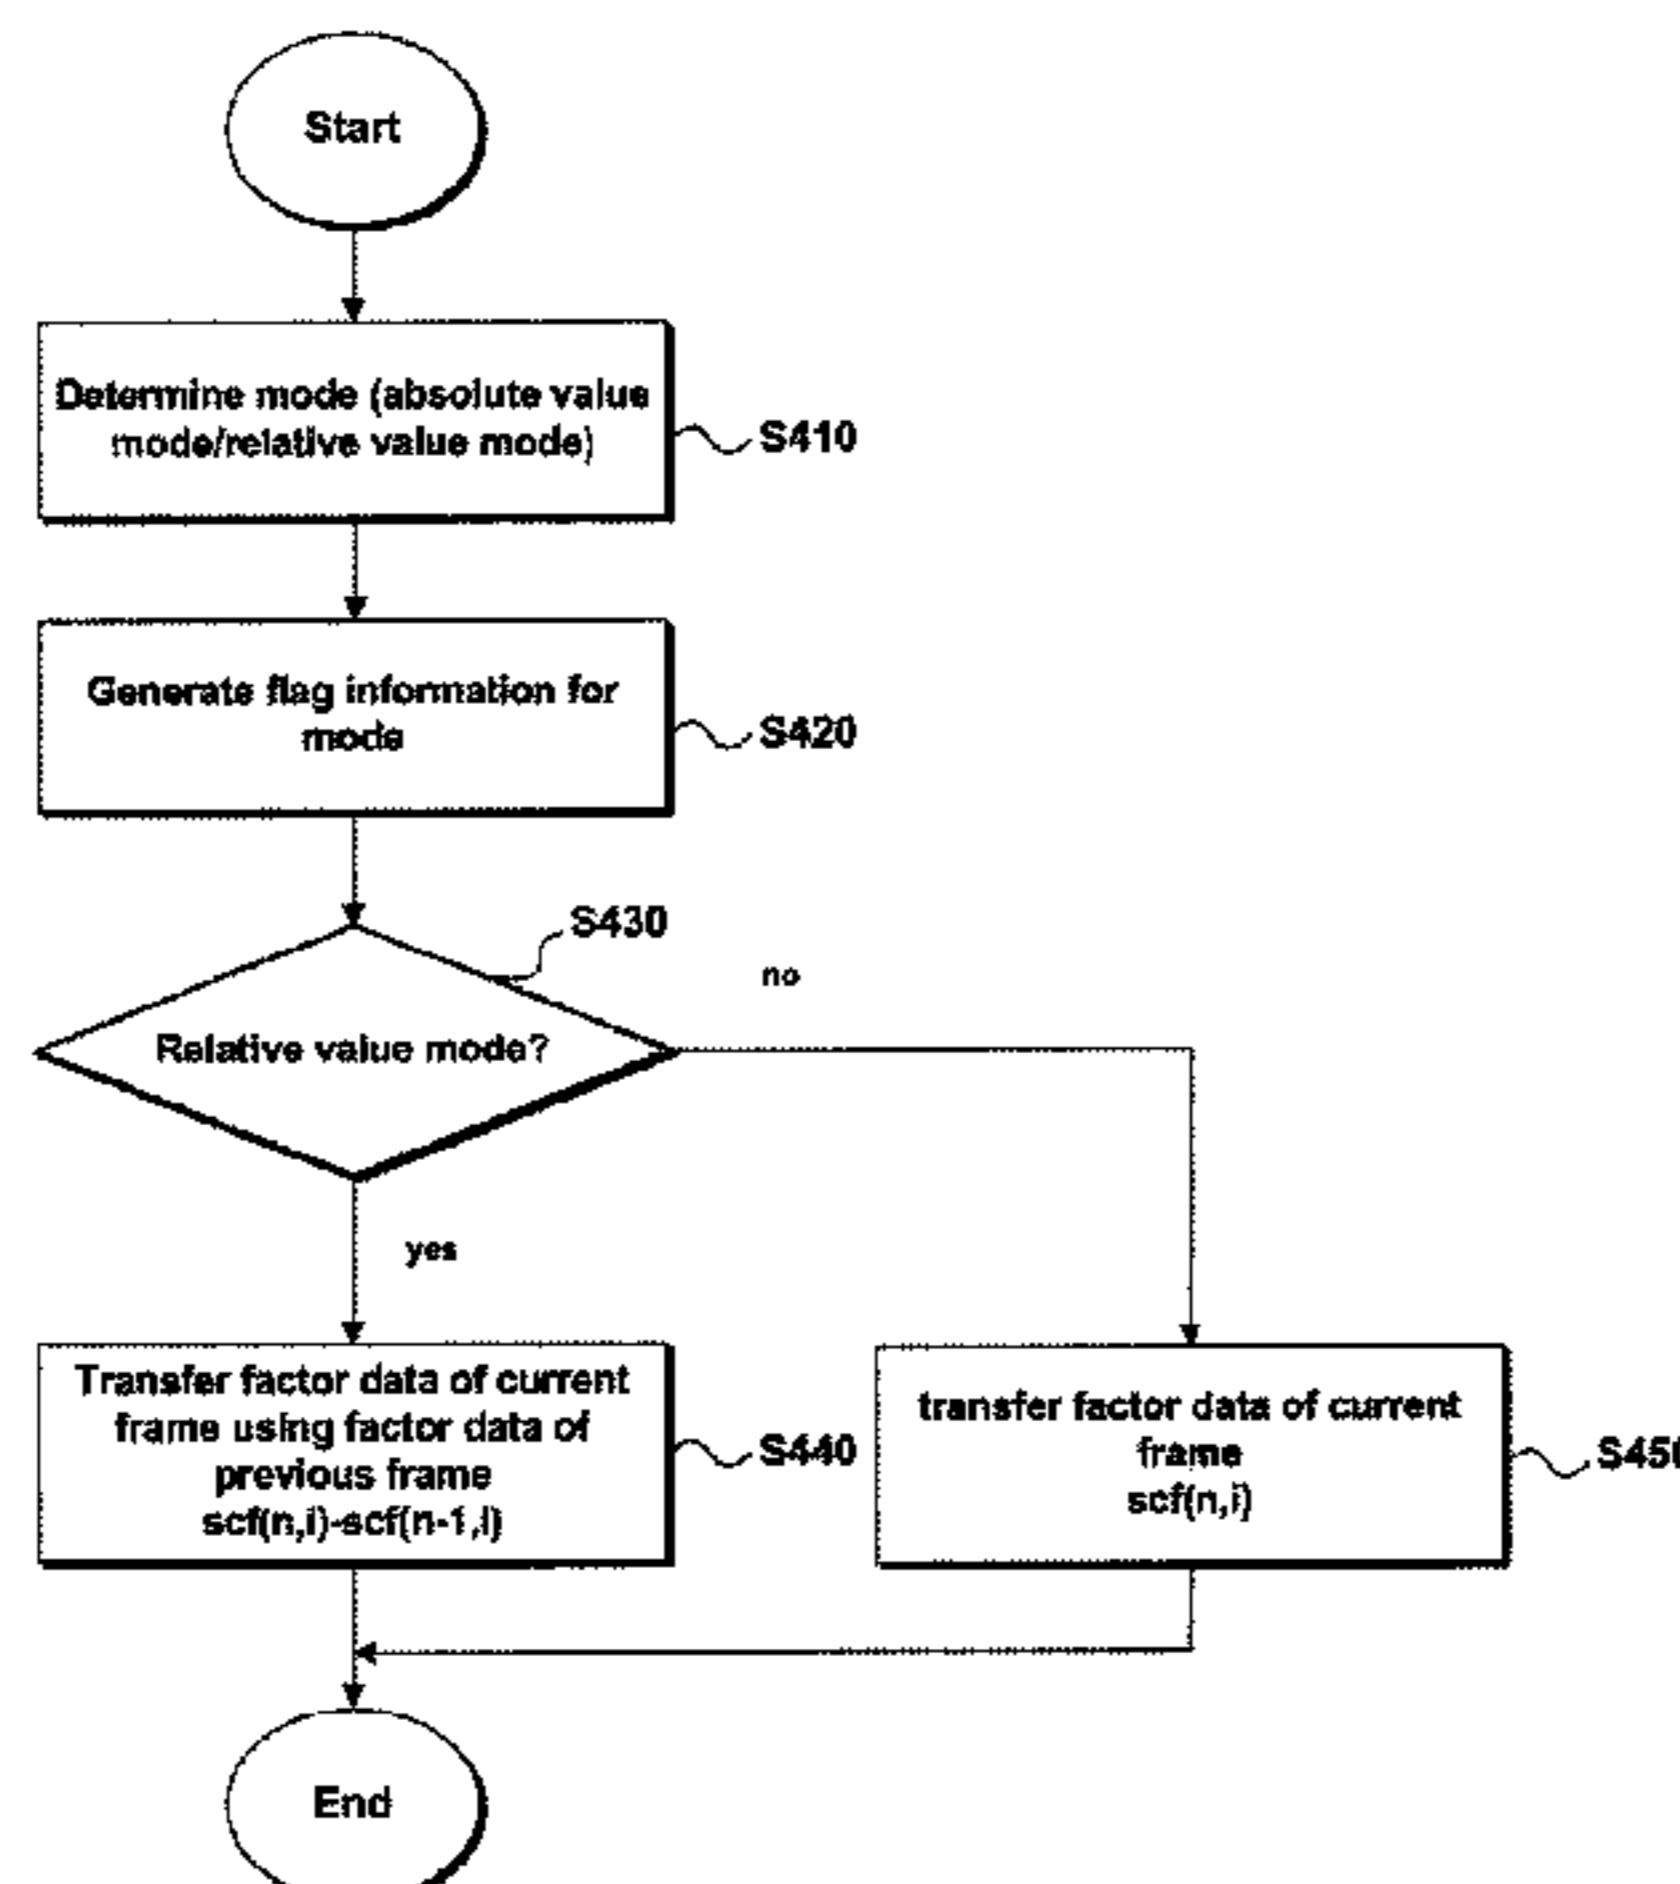 Start
Determine mode (absolute value
mode/relative value mode)
S410
Generate flag information for
mode
S420
S430
no
Relative value mode?
yes
Transfer factor data of current
frame using factor data of
previous frame
scf(n,i)-scf(n-1,i)
S440
transfer factor data of current
frame
scf(n,i)
S450
End